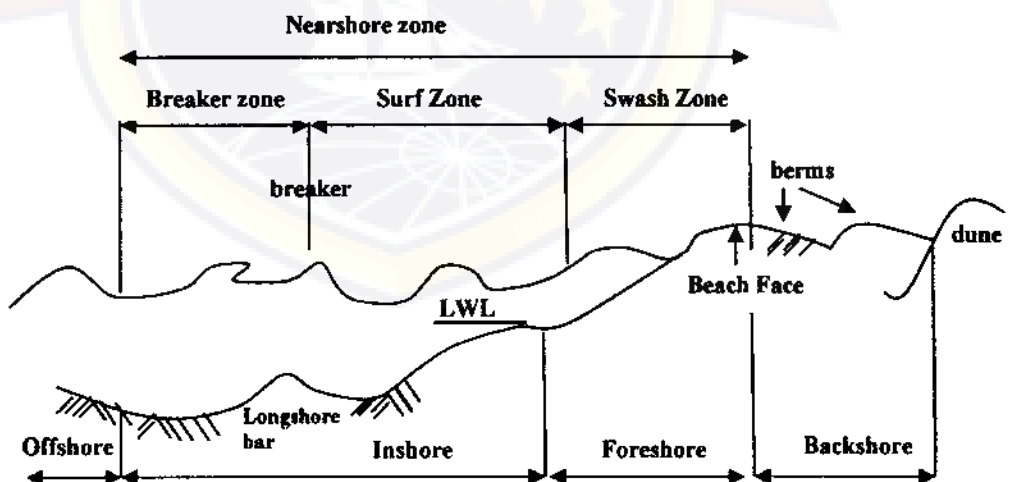 Nearshore zone
Breaker zone
Surf Zone
Swash Zone
breaker
berms
dune
Beach Face
LWL
Longshore
bar
Offshore
Inshore
Foreshore
Backshore